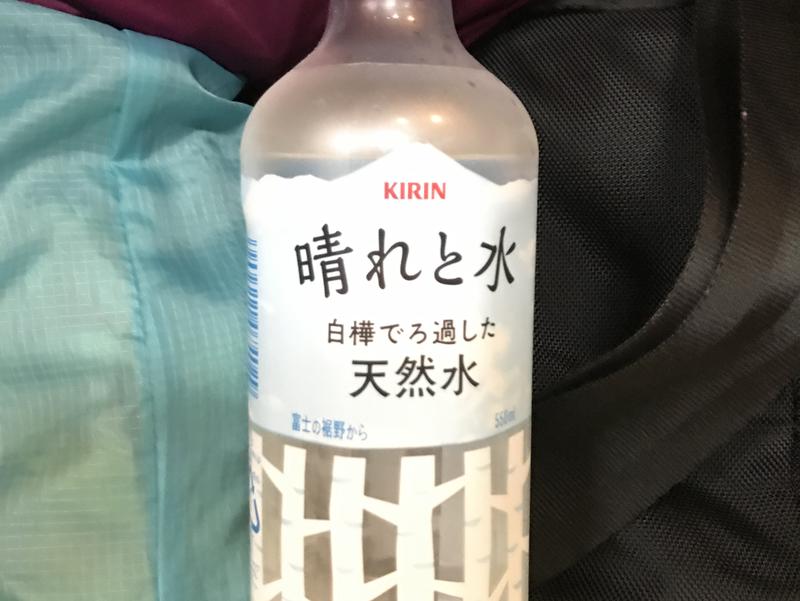 KIRIN
晴れと水
白樺でろ過した
天然水
富士の裾野から
550ml